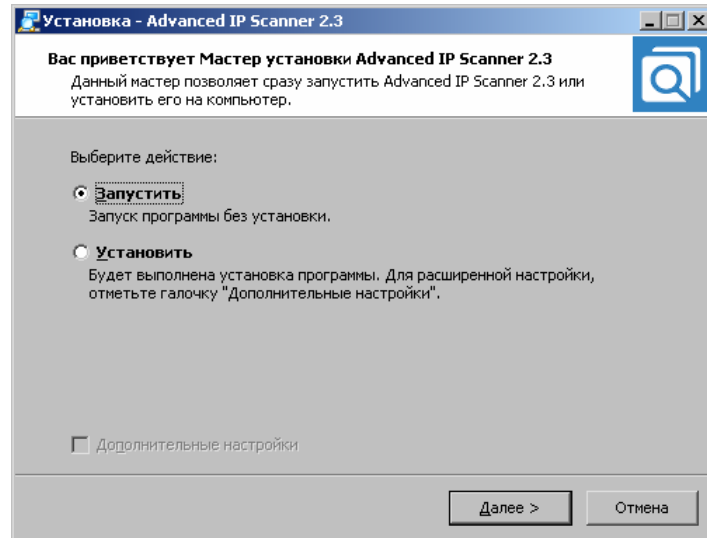 Установка - Advanced IP Scanner 2.3
Вас приветствует Мастер установки Advanced IP Scanner 2.3
Данный мастер позволяет сразу запустить Advanced IP Scanner 2.3 или
установить его на компьютер.
Выберите действие:
Запустить
Запуск программы без установки.
Установить
Будет выполнена установка программы. Для расширенной настройки,
отметьте галочку "Дополнительные настройки".
Дополнительные настройки
Далее >
Отмена